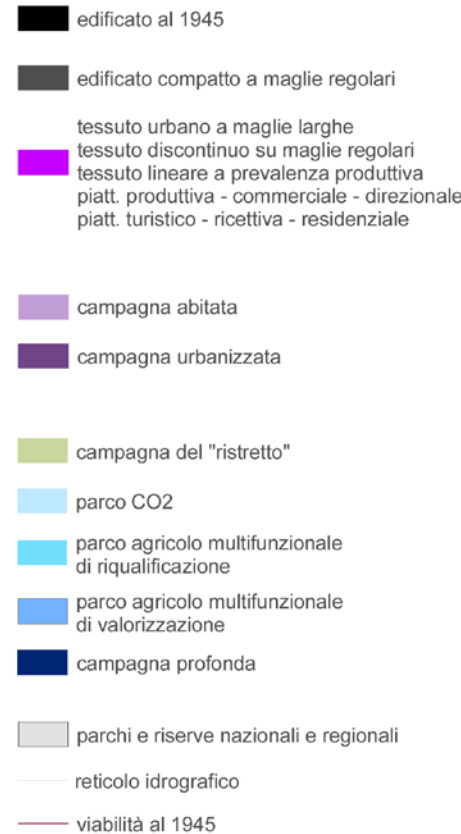 edificato al 1945
edificato compatto a maglie regolari
tessuto urbano a maglie larghe
tessuto discontinuo su maglie regolari
tessuto lineare a prevalenza produttiva
piatt. produttiva - commerciale - direzionale
piatt. turistico - ricettiva - residenziale
campagna abitata
campagna urbanizzata
campagna del "ristretto"
parco CO2
parco agricolo multifunzionale
di riqualificazione
parco agricolo multifunzionale
di valorizzazione
campagna profonda
parchi e riserve nazionali e regionali
reticolo idrografico
viabilità al 1945